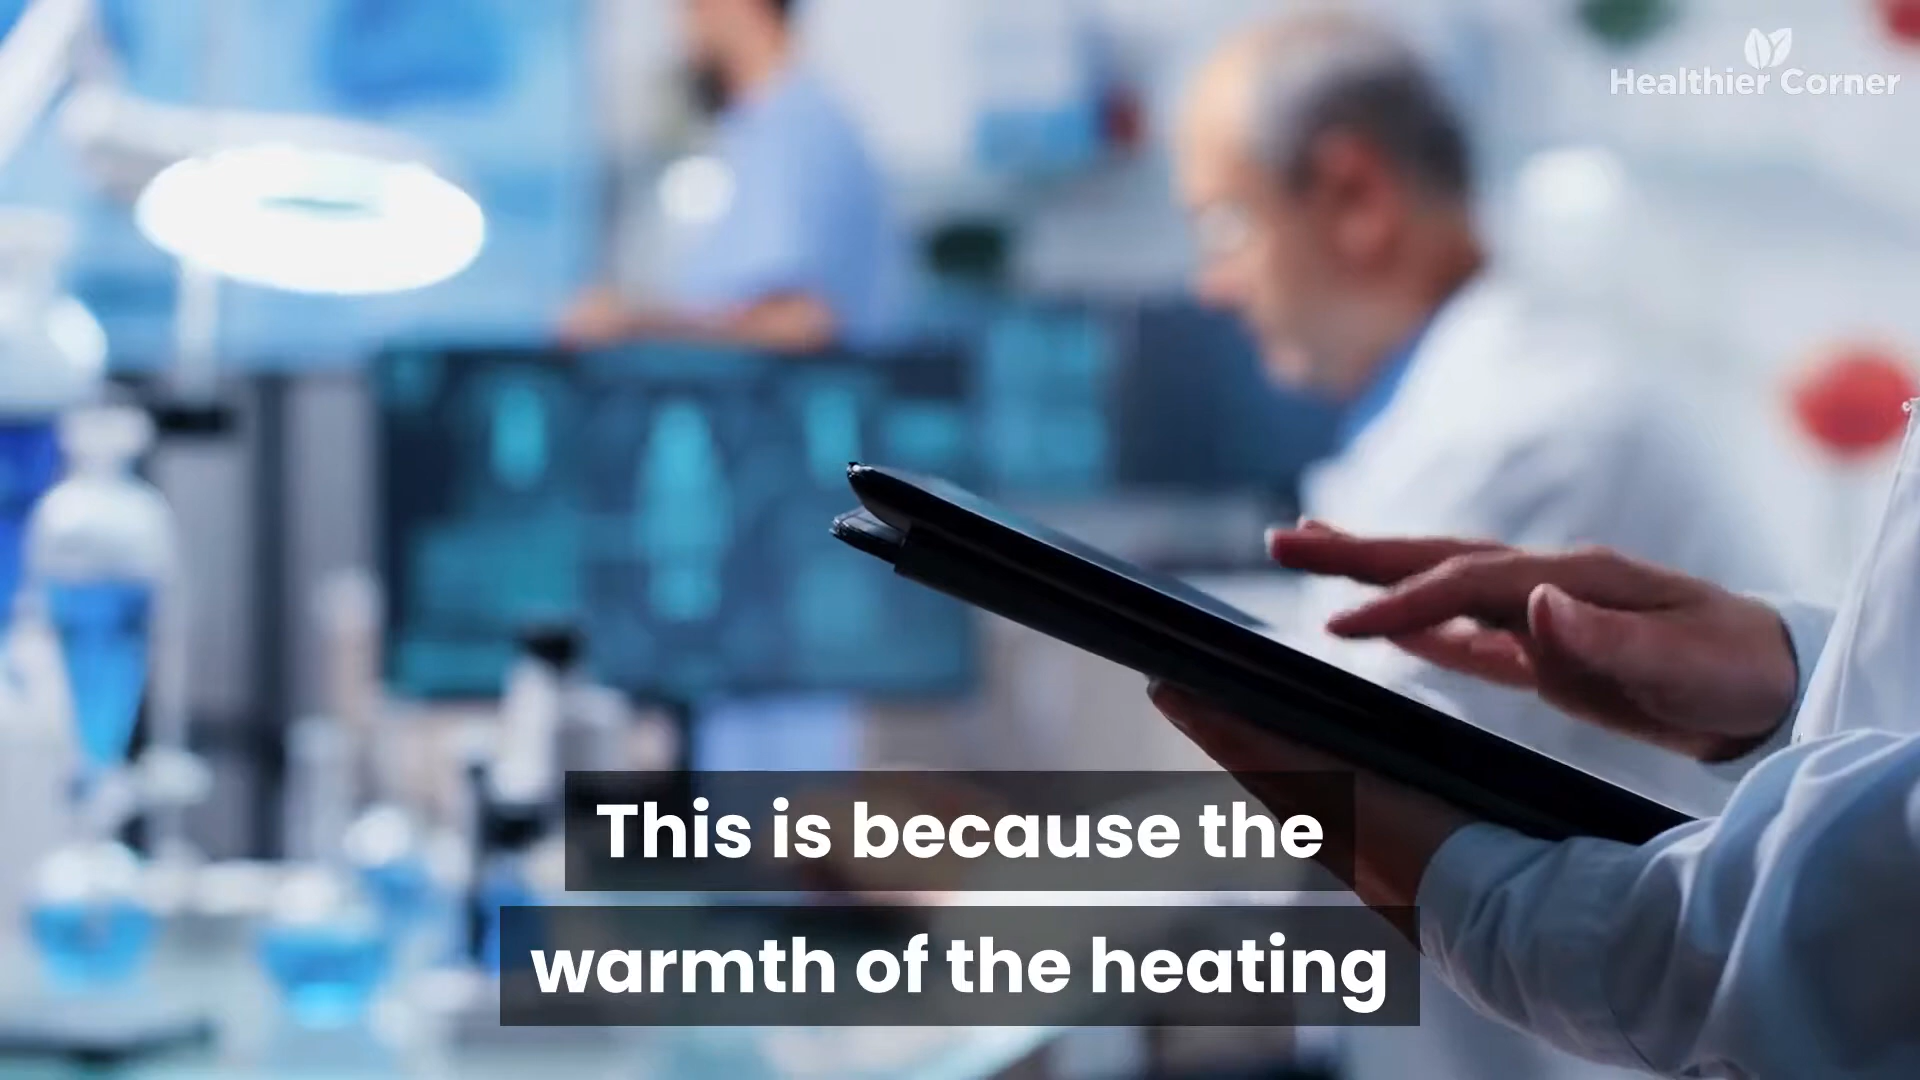 Healthier Corner
This is because the
warmth of the heating